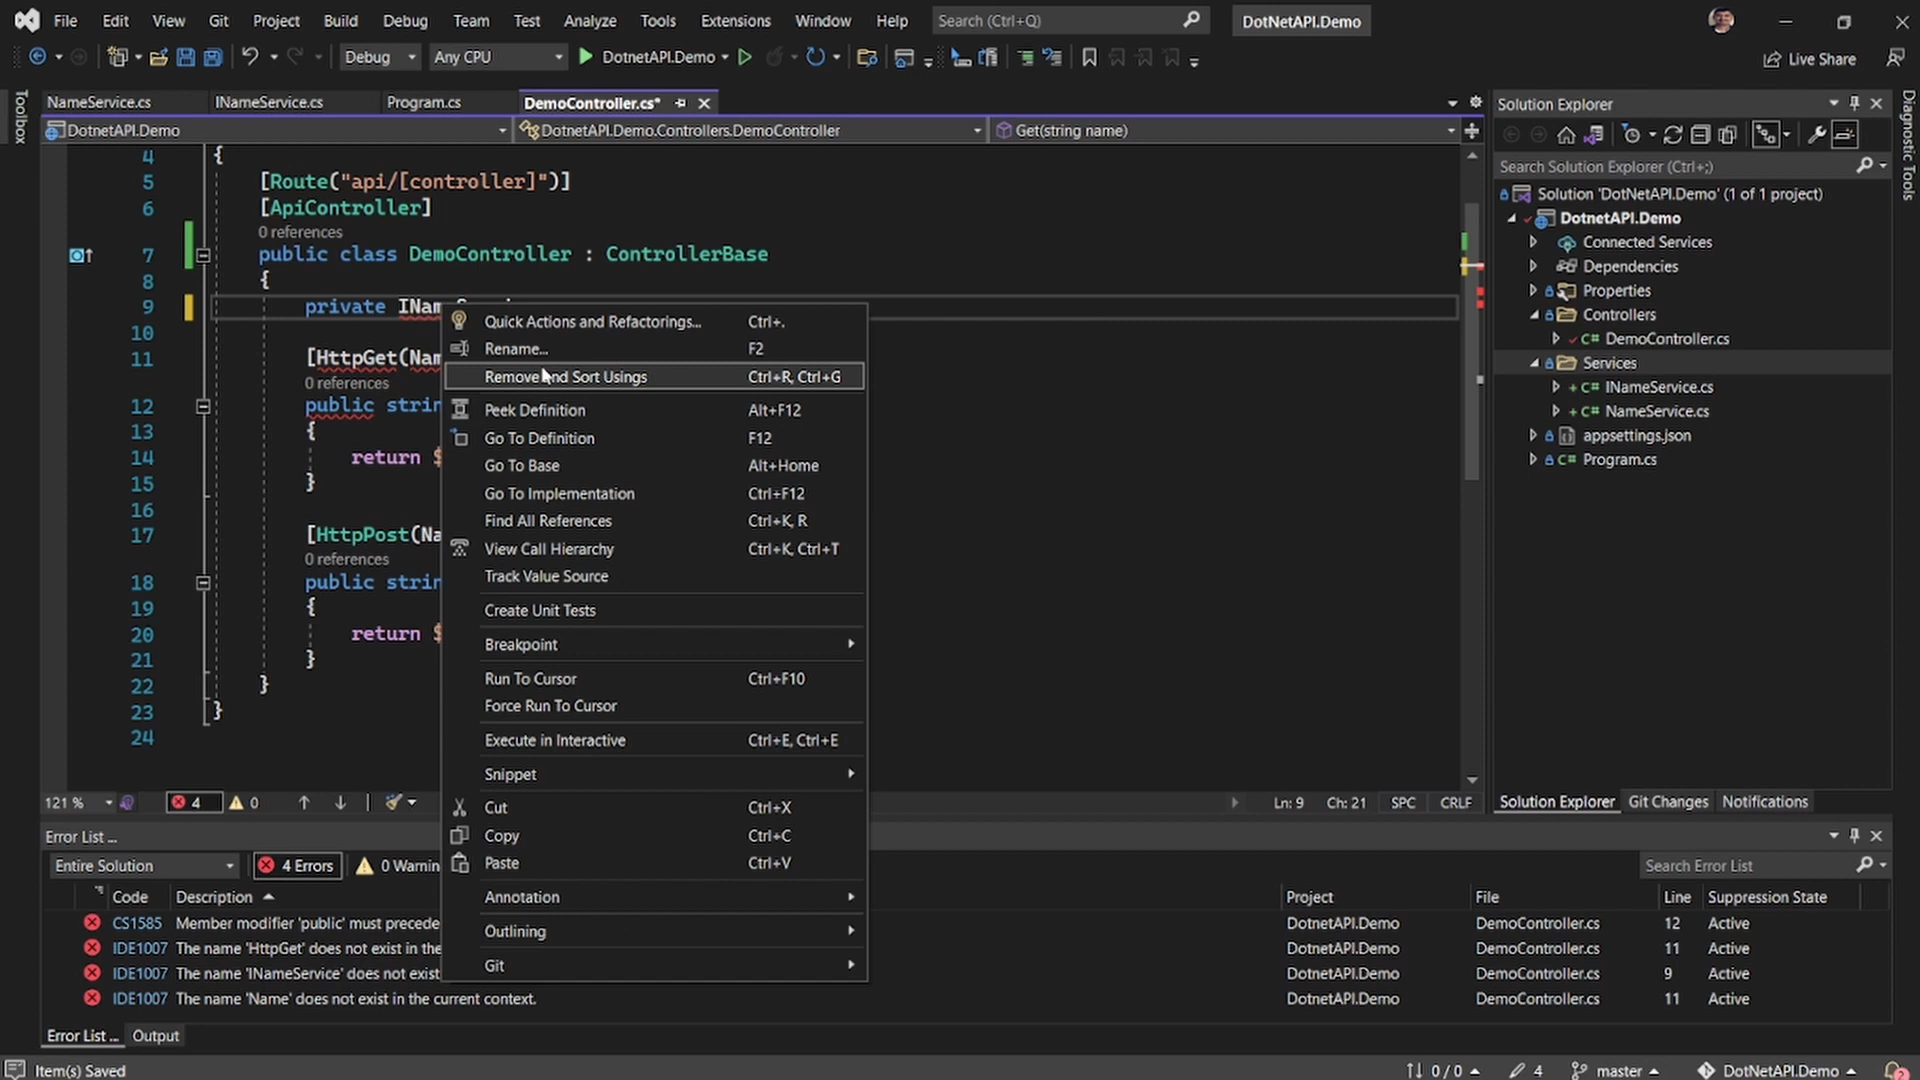 File Edit View Git Project Build Debug Team Test Analyze Tools Extensions Window Help Search (Ctrl+Q) DotNetAPI.Demo
Debug Any CPU DotnetAPI.Demo Live Share
Toolbox
NameService.cs INameService.cs Program.cs DemoController.cs*
DotnetAPI.Demo DotnetAPI.Demo.Controllers.DemoController Get(string name)
4 {
5 [Route("api/[controller]")]
6 [ApiController]
0 references
7 public class DemoController : ControllerBase
8 {
9 private INam
10
11 [HttpGet(Nam
0 references
12 public strin
13 {
14 return $
15 }
16
17 [HttpPost(Na
0 references
18 public strin
19 {
20 return $
21 }
22 }
23 }
24
Quick Actions and Refactorings... Ctrl+.
Rename... F2
Remove and Sort Usings Ctrl+R, Ctrl+G
Peek Definition Alt+F12
Go To Definition F12
Go To Base Alt+Home
Go To Implementation Ctrl+F12
Find All References Ctrl+K, R
View Call Hierarchy Ctrl+K, Ctrl+T
Track Value Source
Create Unit Tests
Breakpoint
Run To Cursor Ctrl+F10
Force Run To Cursor
Execute in Interactive Ctrl+E, Ctrl+E
Snippet
Cut Ctrl+X
Copy Ctrl+C
Paste Ctrl+V
Annotation
Outlining
Git
121 % 4 0 Ln: 9 Ch: 21 SPC CRLF
Solution Explorer
Search Solution Explorer (Ctrl+;)
Solution 'DotNetAPI.Demo' (1 of 1 project)
DotnetAPI.Demo
Connected Services
Dependencies
Properties
Controllers
DemoController.cs
Services
INameService.cs
NameService.cs
appsettings.json
Program.cs
Solution Explorer Git Changes Notifications
Diagnostic Tools
Error List ...
Entire Solution 4 Errors 0 Warnin Search Error List
Code Description Project File Line Suppression State
CS1585 Member modifier 'public' must precede DotnetAPI.Demo DemoController.cs 12 Active
IDE1007 The name 'HttpGet' does not exist in the DotnetAPI.Demo DemoController.cs 11 Active
IDE1007 The name 'INameService' does not exist DotnetAPI.Demo DemoController.cs 9 Active
IDE1007 The name 'Name' does not exist in the current context. DotnetAPI.Demo DemoController.cs 11 Active
Error List ... Output
Item(s) Saved 0 / 0 4 master DotNetAPI.Demo 2